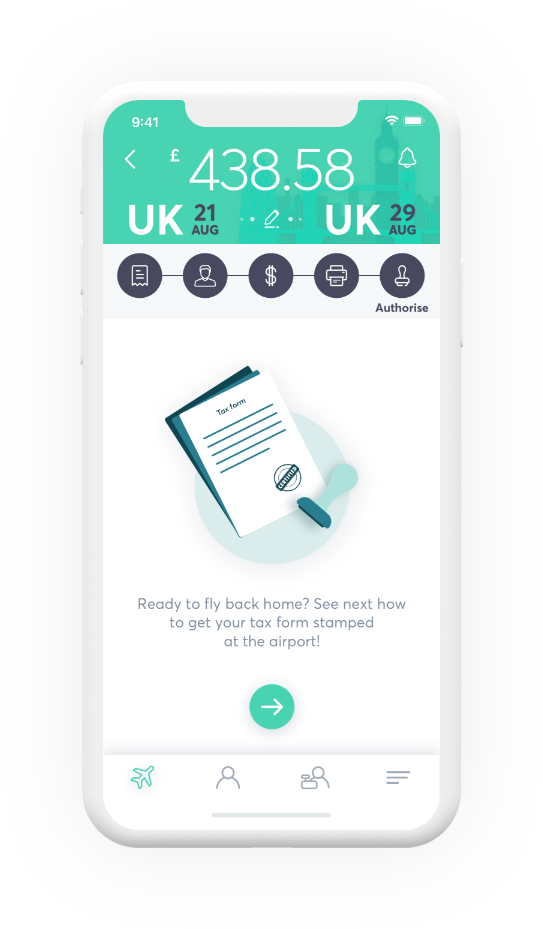 9:41
£ 438.58
UK 21 AUG UK 29 AUG
Authorise
Tax form
Ready to fly back home? See next how
to get your tax form stamped
at the airport!